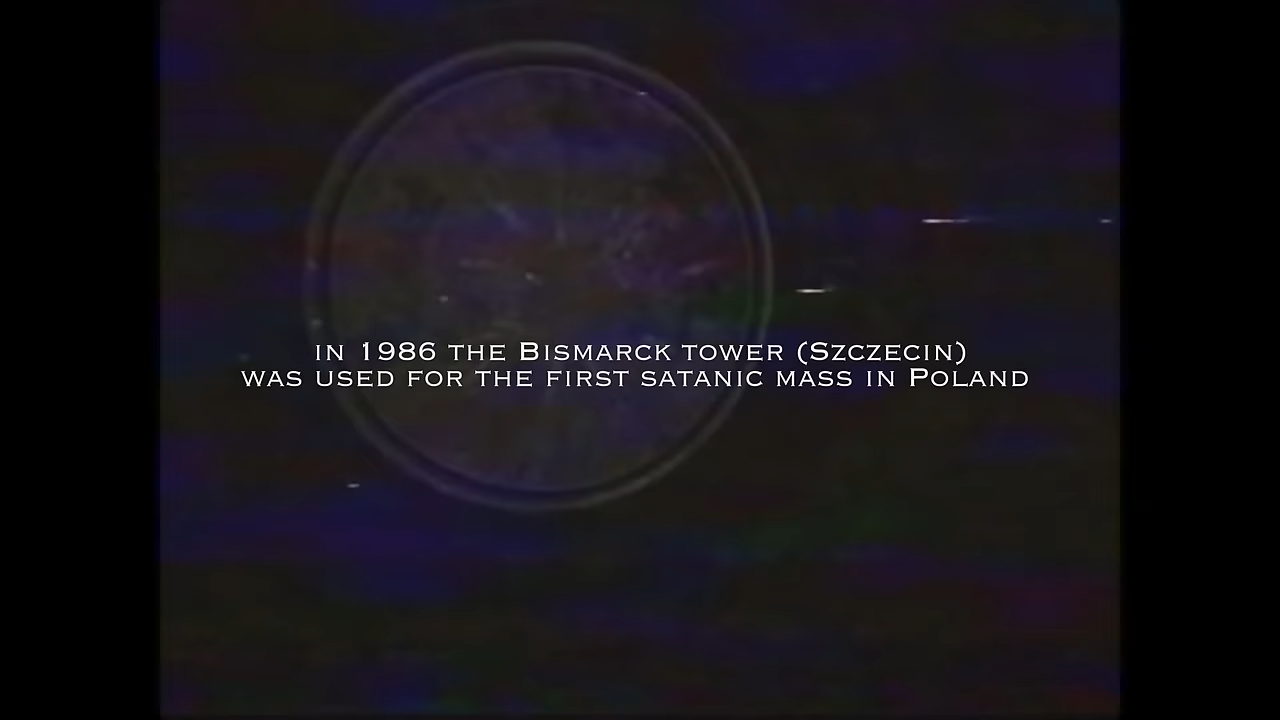 in 1986 the Bismarck tower (Szczecin)
was used for the first satanic mass in Poland